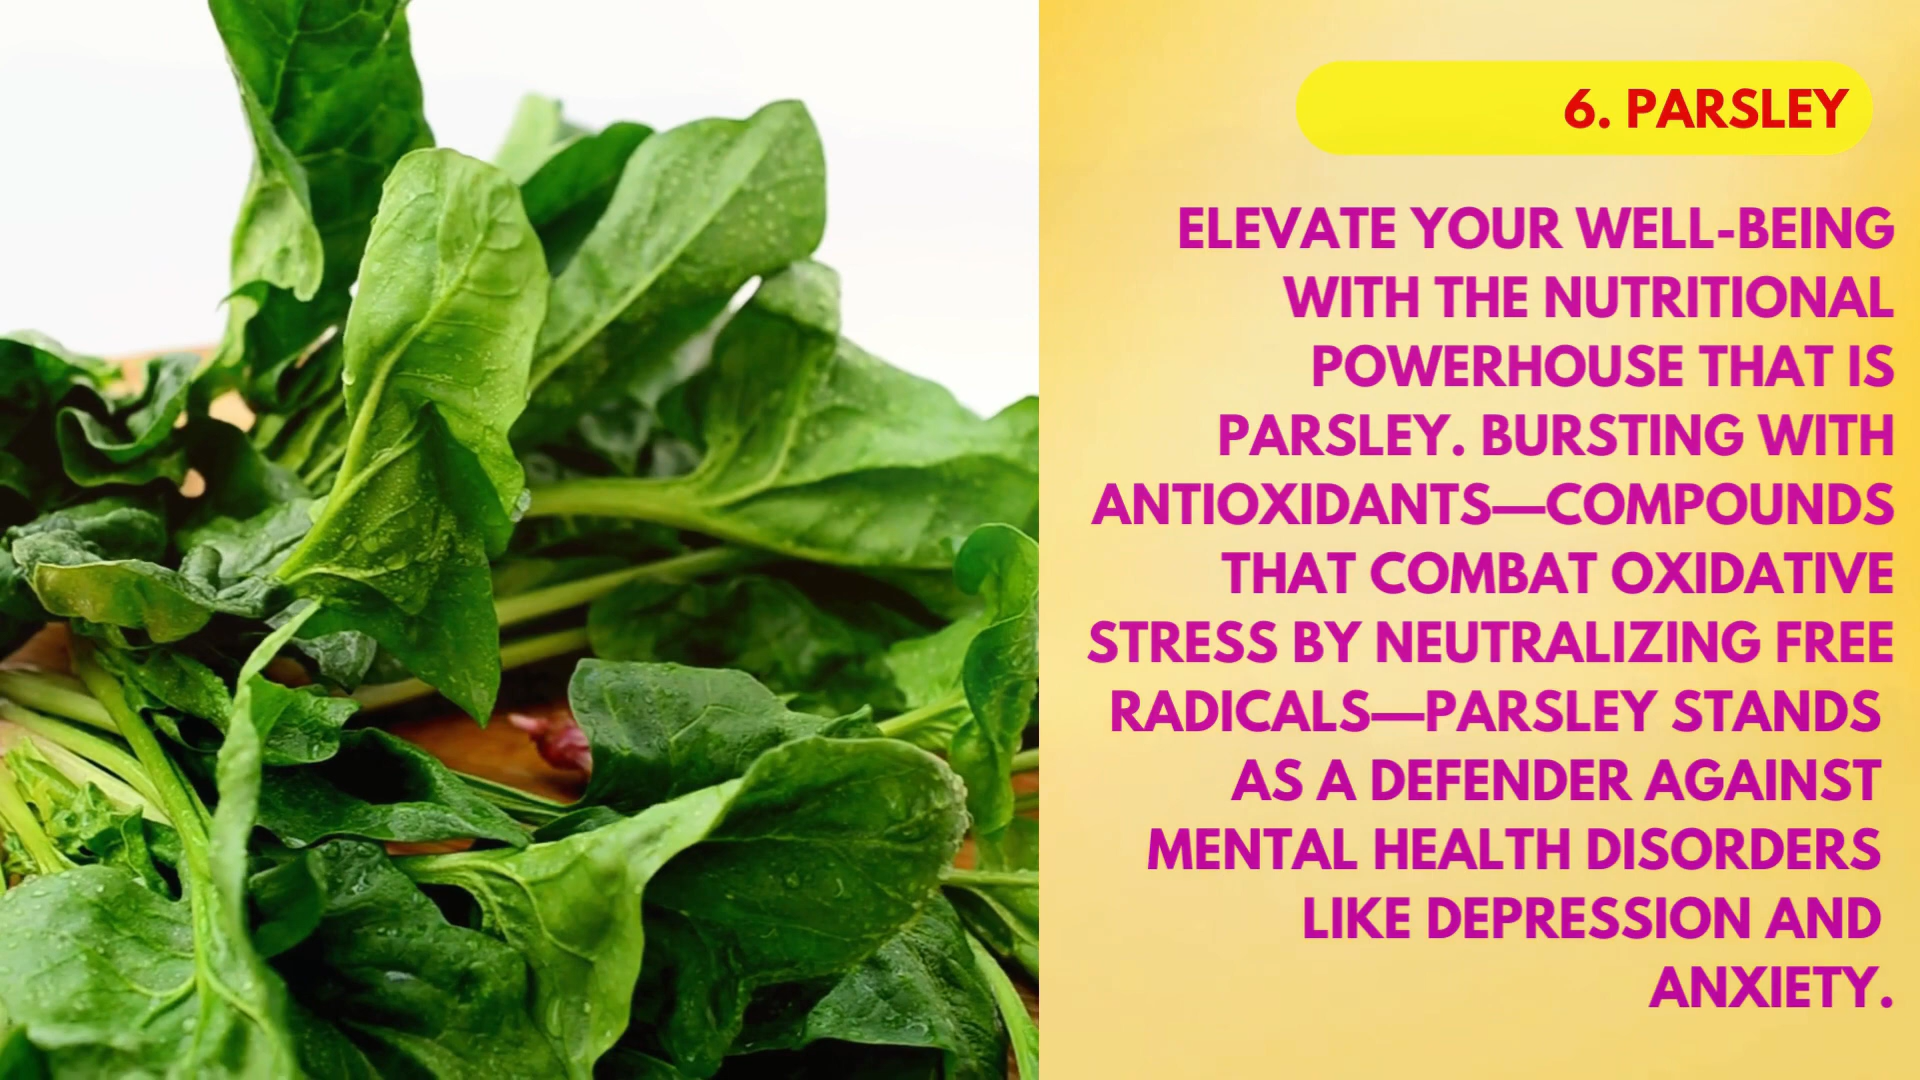 6. PARSLEY
ELEVATE YOUR WELL-BEING
WITH THE NUTRITIONAL
POWERHOUSE THAT IS
PARSLEY. BURSTING WITH
ANTIOXIDANTS—COMPOUNDS
THAT COMBAT OXIDATIVE
STRESS BY NEUTRALIZING FREE
RADICALS—PARSLEY STANDS
AS A DEFENDER AGAINST
MENTAL HEALTH DISORDERS
LIKE DEPRESSION AND
ANXIETY.